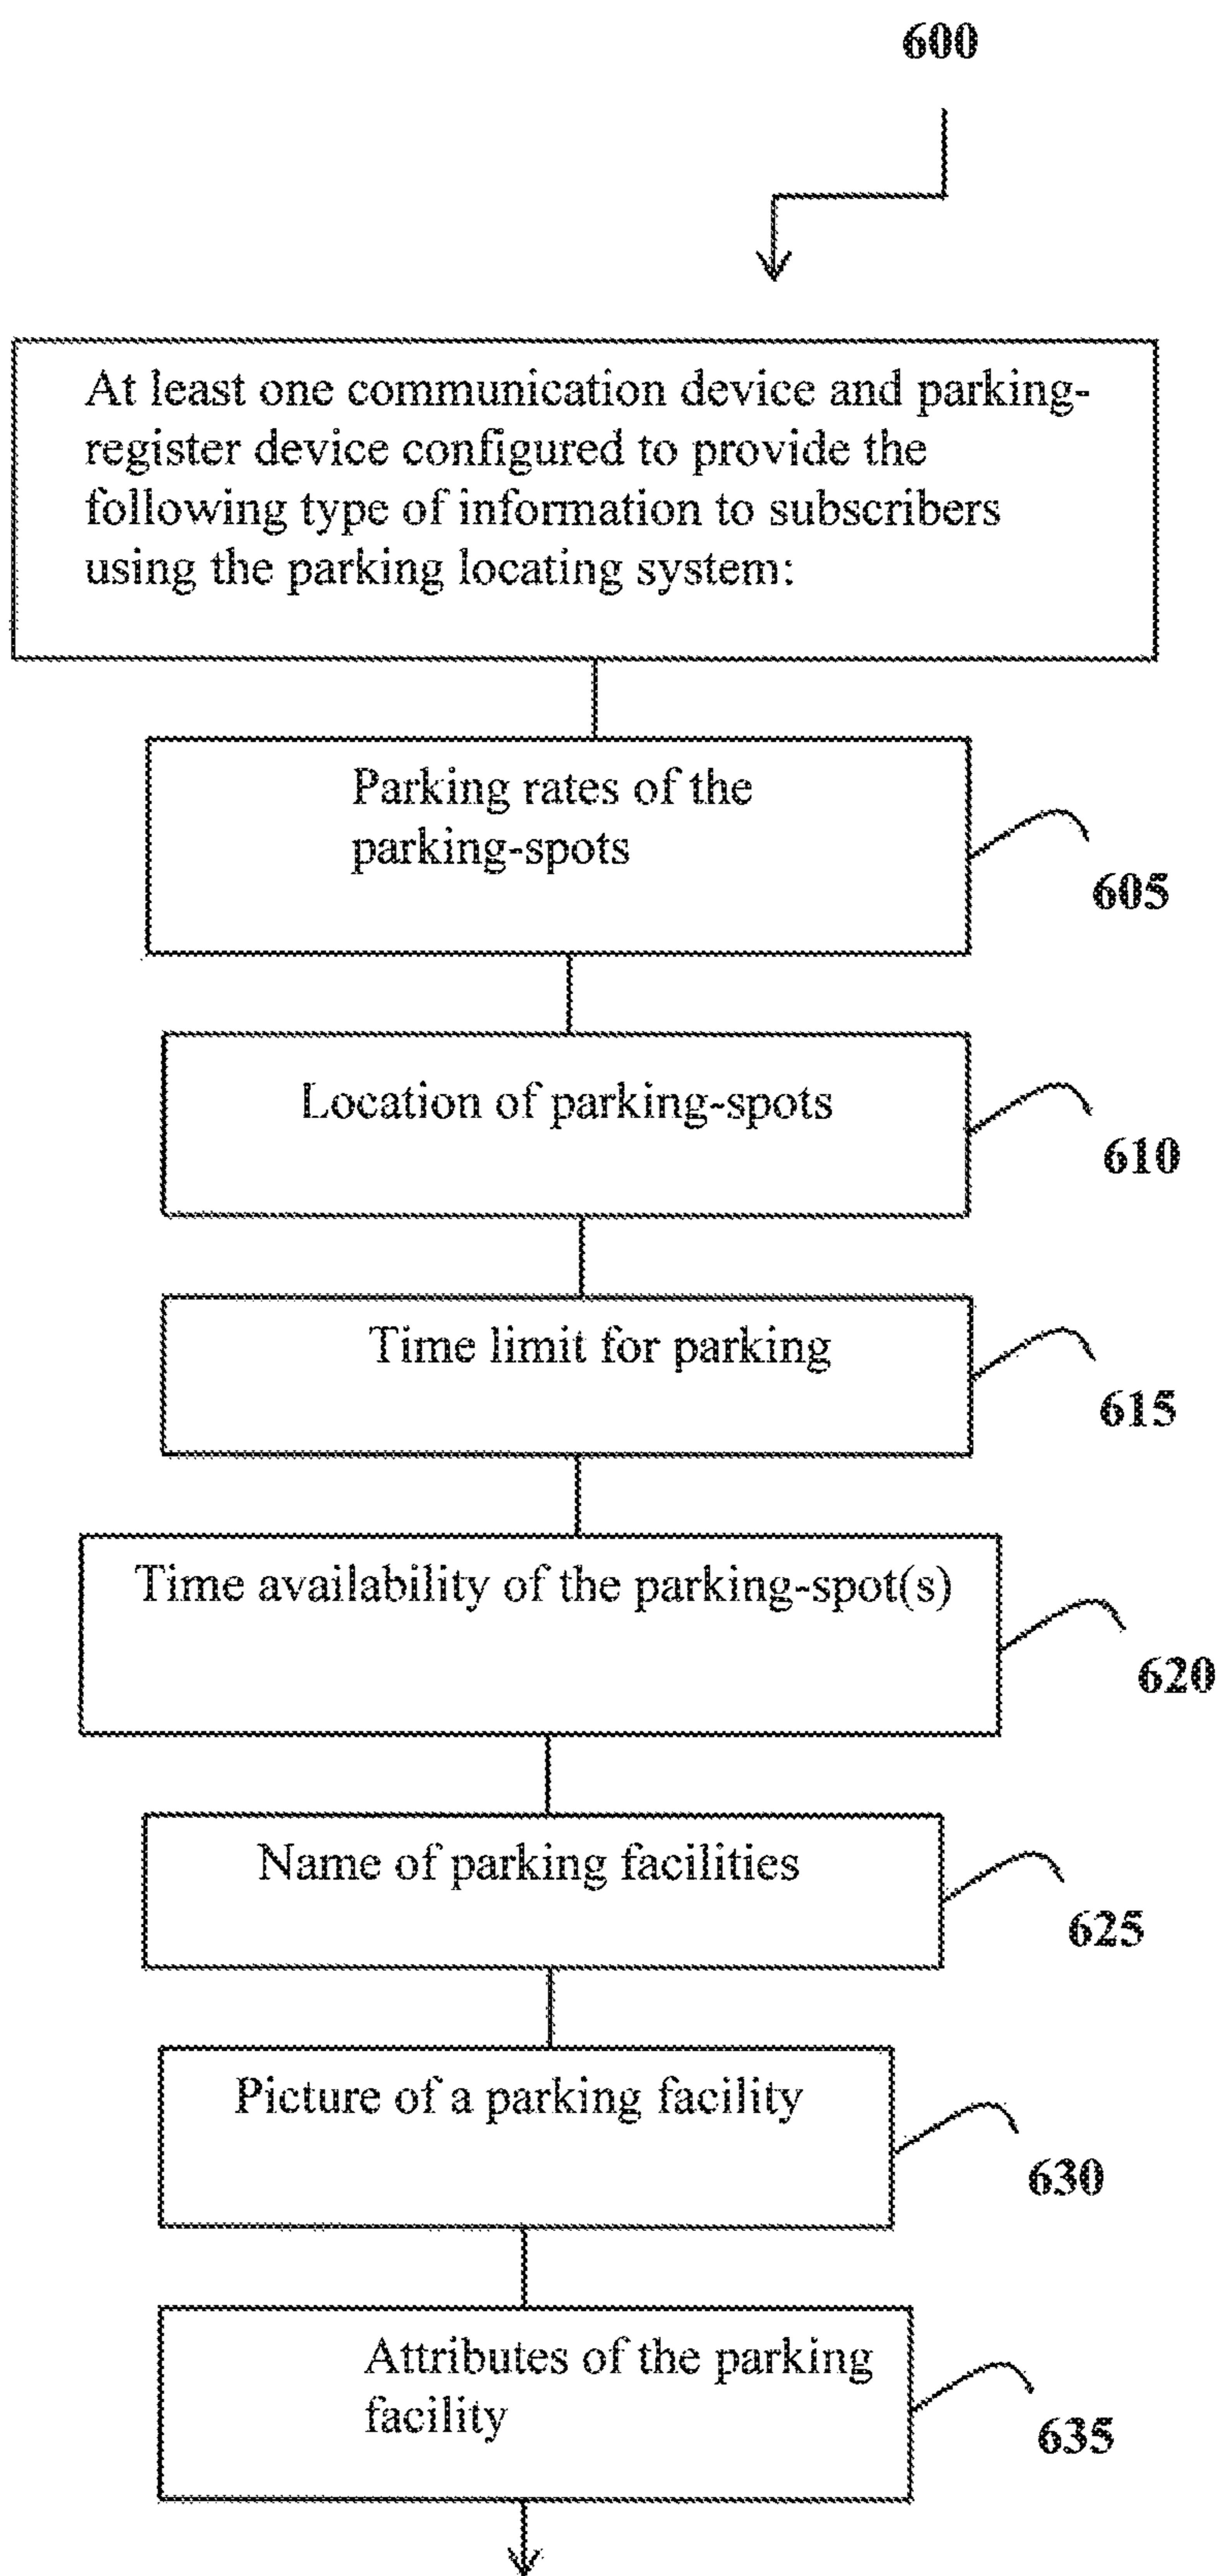 600
At least one communication device and parking-
register device configured to provide the
following type of information to subscribers
using the parking locating system:
Parking rates of the
parking-spots
605
Location of parking-spots
610
Time limit for parking
615
Time availability of the parking-spot(s)
620
Name of parking facilities
625
Picture of a parking facility
630
Attributes of the parking
facility
635